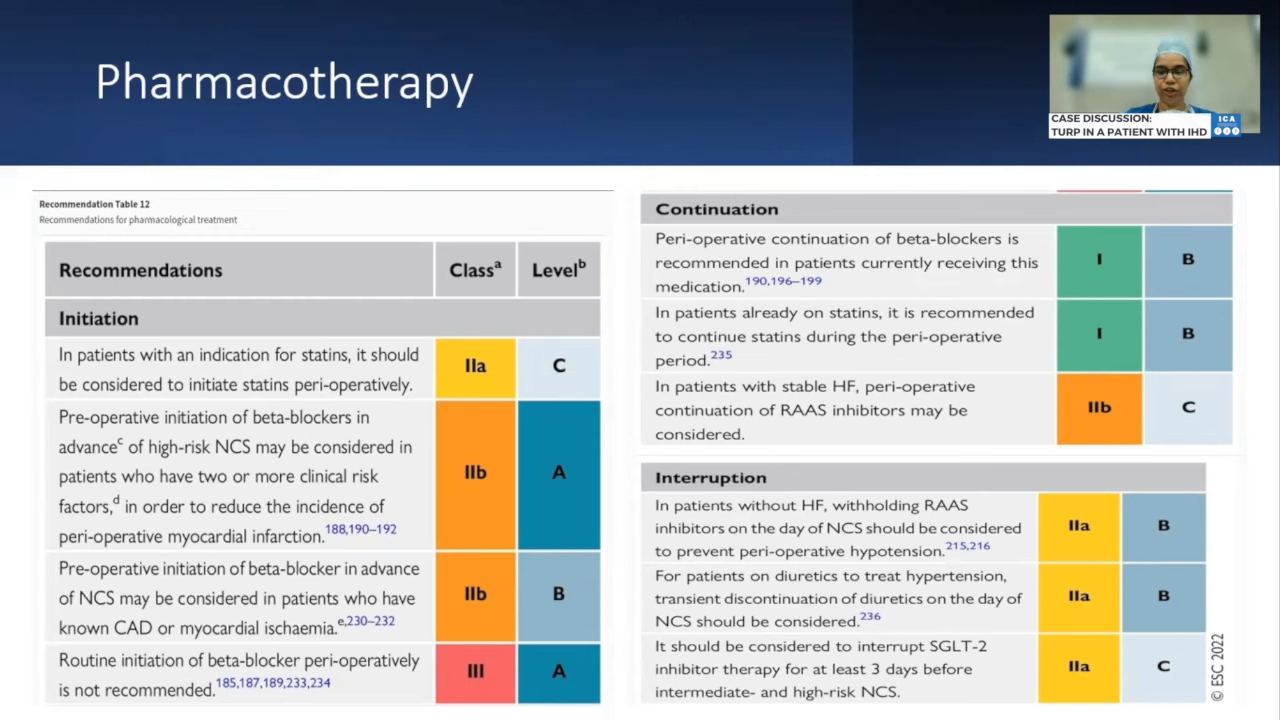 Pharmacotherapy
CASE DISCUSSION:
TURP IN A PATIENT WITH IHD
ICA
Recommendation Table 12
Recommendations for pharmacological treatment
Recommendations Classa Levelb
Initiation
In patients with an indication for statins, it should
be considered to initiate statins peri-operatively.
IIa C
Pre-operative initiation of beta-blockers in
advancec of high-risk NCS may be considered in
patients who have two or more clinical risk
factors,d in order to reduce the incidence of
peri-operative myocardial infarction.188,190–192
IIb A
Pre-operative initiation of beta-blocker in advance
of NCS may be considered in patients who have
known CAD or myocardial ischaemia.e,230–232
IIb B
Routine initiation of beta-blocker peri-operatively
is not recommended.185,187,189,233,234
III A
Continuation
Peri-operative continuation of beta-blockers is
recommended in patients currently receiving this
medication.190,196–199
I B
In patients already on statins, it is recommended
to continue statins during the peri-operative
period.235
I B
In patients with stable HF, peri-operative
continuation of RAAS inhibitors may be
considered.
IIb C
Interruption
In patients without HF, withholding RAAS
inhibitors on the day of NCS should be considered
to prevent peri-operative hypotension.215,216
IIa B
For patients on diuretics to treat hypertension,
transient discontinuation of diuretics on the day of
NCS should be considered.236
IIa B
It should be considered to interrupt SGLT-2
inhibitor therapy for at least 3 days before
intermediate- and high-risk NCS.
IIa C
© ESC 2022